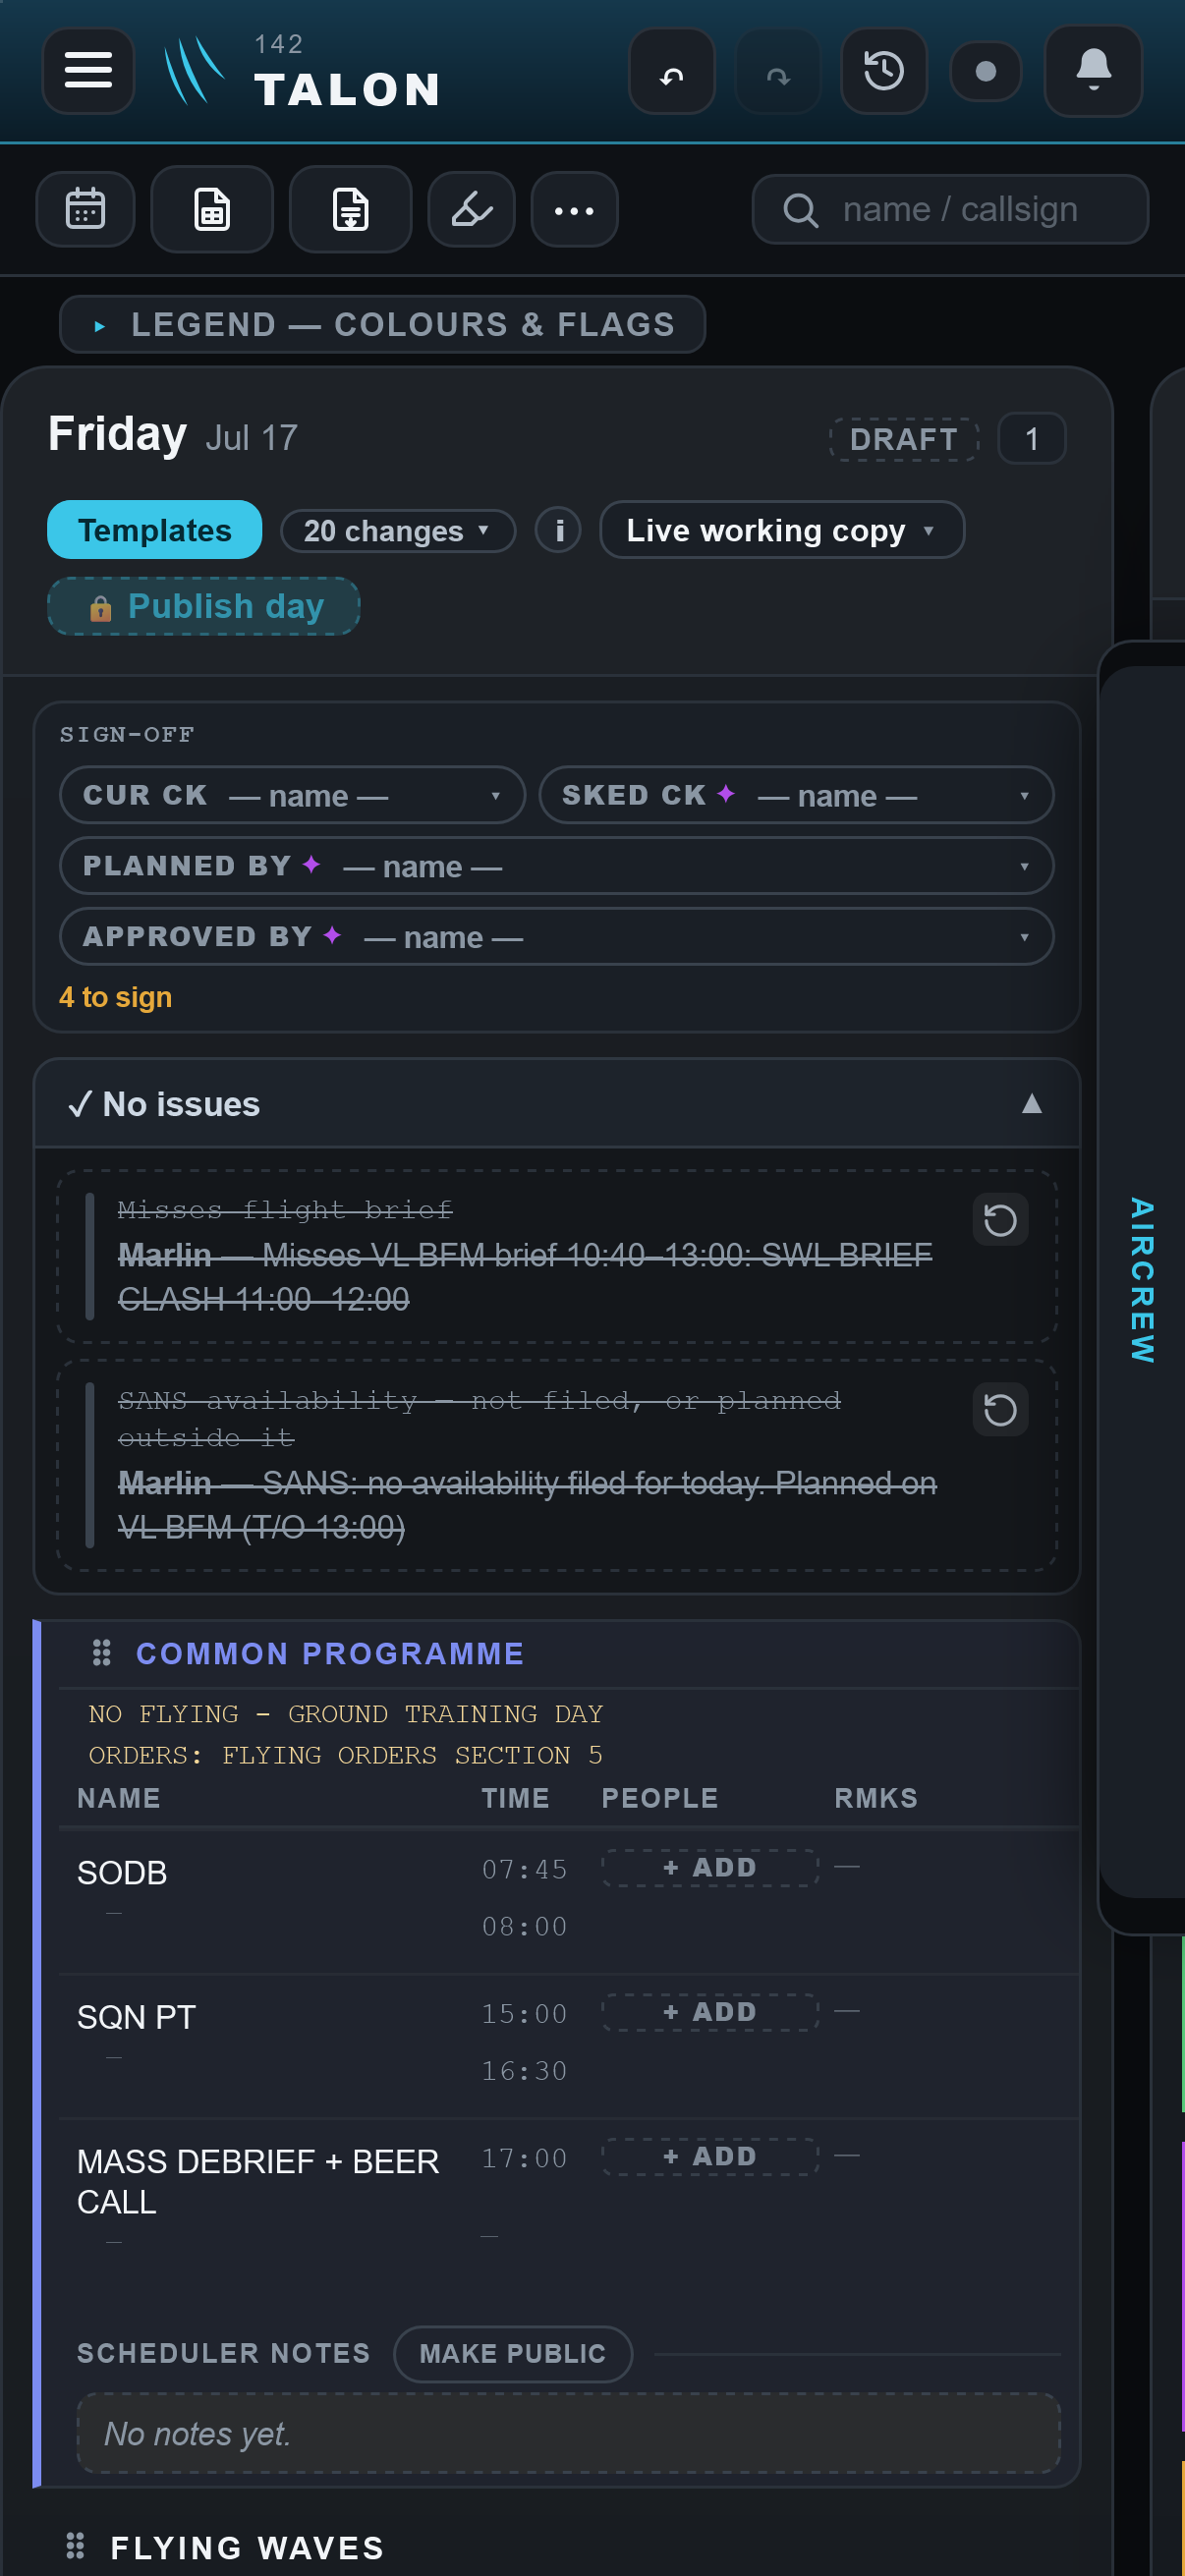 142
TALON
name / callsign
▸ LEGEND — COLOURS & FLAGS
Friday Jul 17
DRAFT 1
Templates 20 changes ▾ i Live working copy ▾
🔒 Publish day
SIGN-OFF
CUR CK — name — ▾
SKED CK ✦ — name — ▾
PLANNED BY ✦ — name — ▾
APPROVED BY ✦ — name — ▾
4 to sign
✓ No issues ▲
Misses flight brief
Marlin — Misses VL BFM brief 10:40–13:00: SWL BRIEF
CLASH 11:00–12:00
SANS availability — not filed, or planned
outside it
Marlin — SANS: no availability filed for today. Planned on
VL BFM (T/O 13:00)
AIRCREW
COMMON PROGRAMME
NO FLYING - GROUND TRAINING DAY
ORDERS: FLYING ORDERS SECTION 5
NAME TIME PEOPLE RMKS
SODB 07:45 + ADD —
— 08:00
SQN PT 15:00 + ADD —
— 16:30
MASS DEBRIEF + BEER 17:00 + ADD —
CALL
— —
SCHEDULER NOTES MAKE PUBLIC
No notes yet.
FLYING WAVES